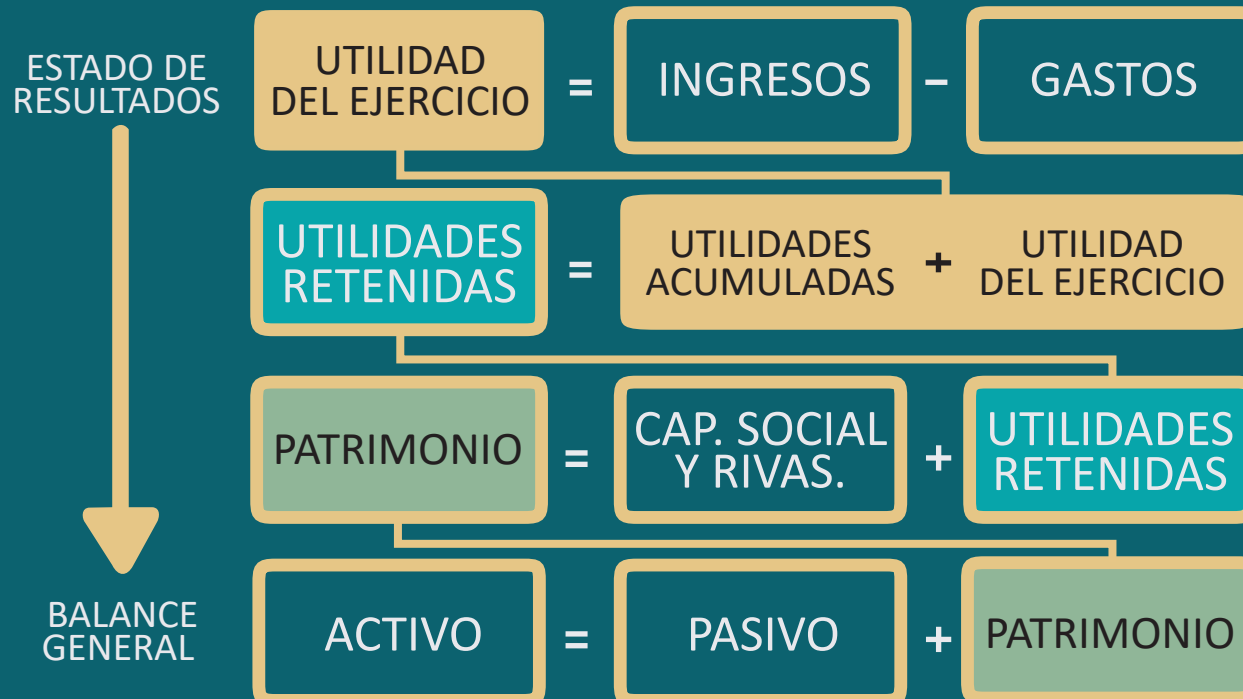 ESTADO DE
RESULTADOS
UTILIDAD
DEL EJERCICIO
=
INGRESOS
–
GASTOS
UTILIDADES
RETENIDAS
=
UTILIDADES
ACUMULADAS
+
UTILIDAD
DEL EJERCICIO
PATRIMONIO
=
CAP. SOCIAL
Y RIVAS.
+
UTILIDADES
RETENIDAS
BALANCE
GENERAL
ACTIVO
=
PASIVO
+
PATRIMONIO